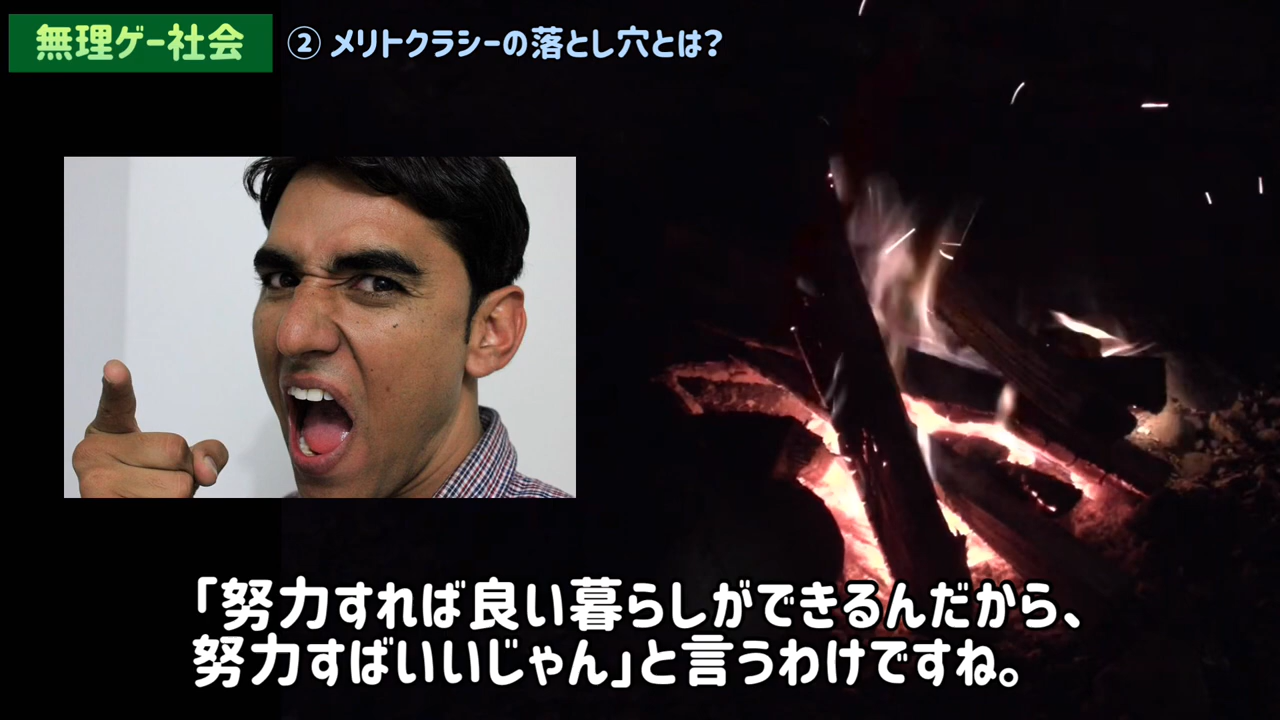 無理ゲー社会
② メリトクラシーの落とし穴とは?
「努力すれば良い暮らしができるんだから、
努力すばいいじゃん」と言うわけですね。